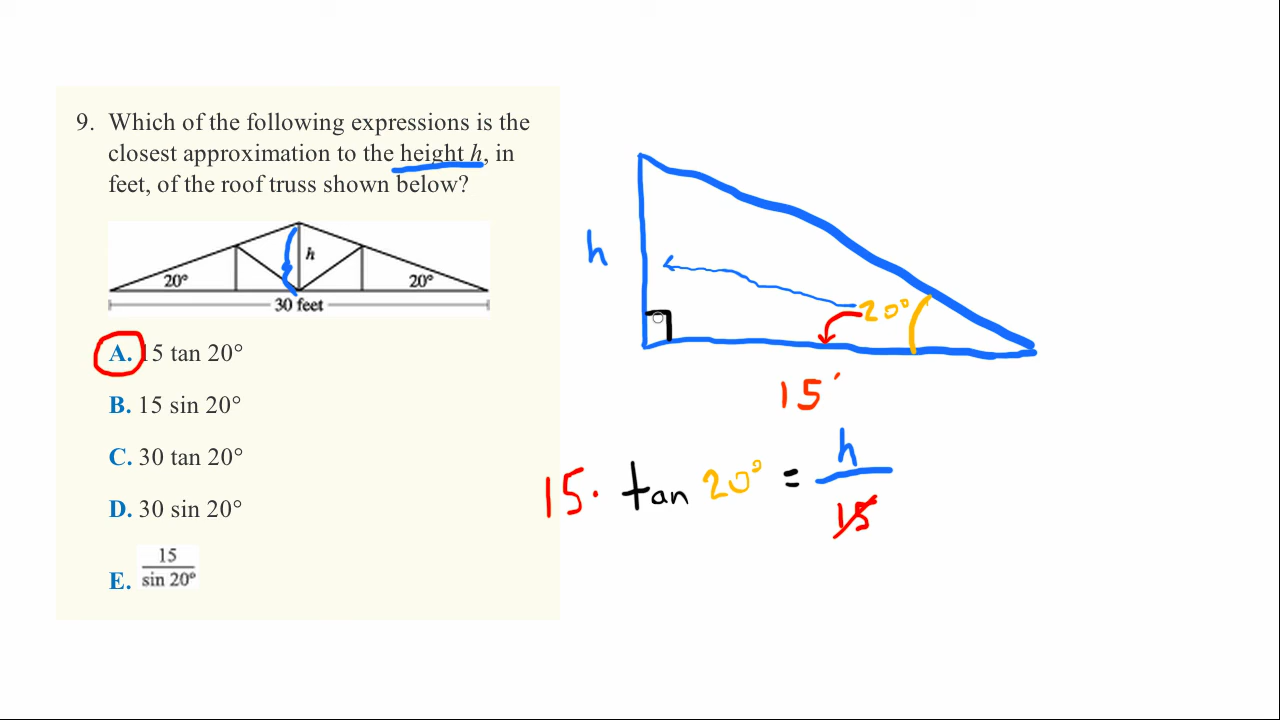 9. Which of the following expressions is the
closest approximation to the height h, in
feet, of the roof truss shown below?
h
20°
20°
30 feet
A. 15 tan 20°
B. 15 sin 20°
C. 30 tan 20°
D. 30 sin 20°
E. 15
sin 20°
h
20°
15'
15 · tan 20° = h
15